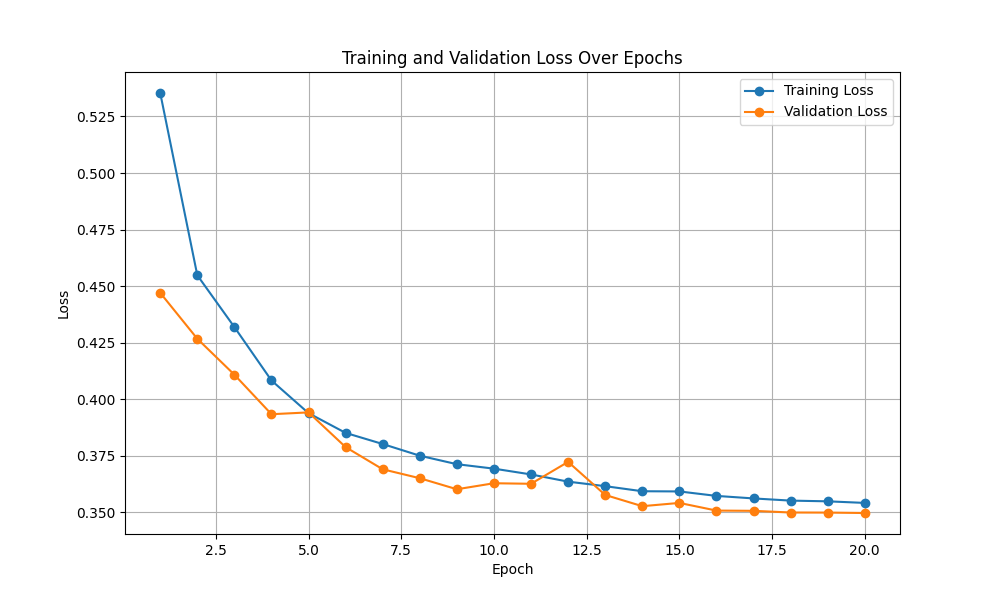 Training and Validation Loss Over Epochs
Training Loss
Validation Loss
0.525
0.500
0.475
0.450
0.425
0.400
0.375
0.350
Loss
2.5 5.0 7.5 10.0 12.5 15.0 17.5 20.0
Epoch